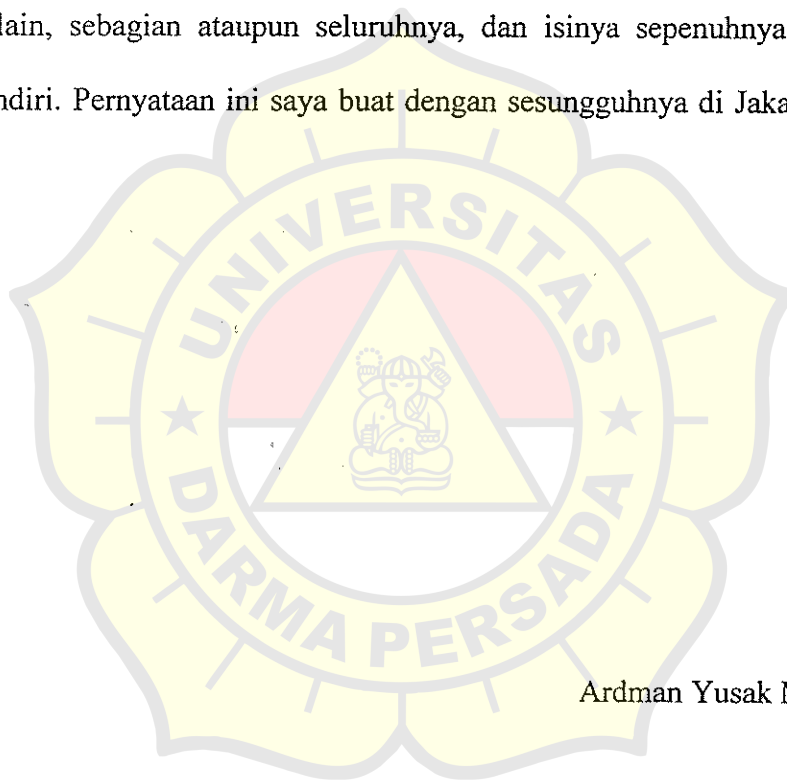 lain, sebagian ataupun seluruhnya, dan isinya sepenuhnya
ndiri. Pernyataan ini saya buat dengan sesungguhnya di Jaka
UNIVERSITAS
DARMA PERSADA
Ardman Yusak